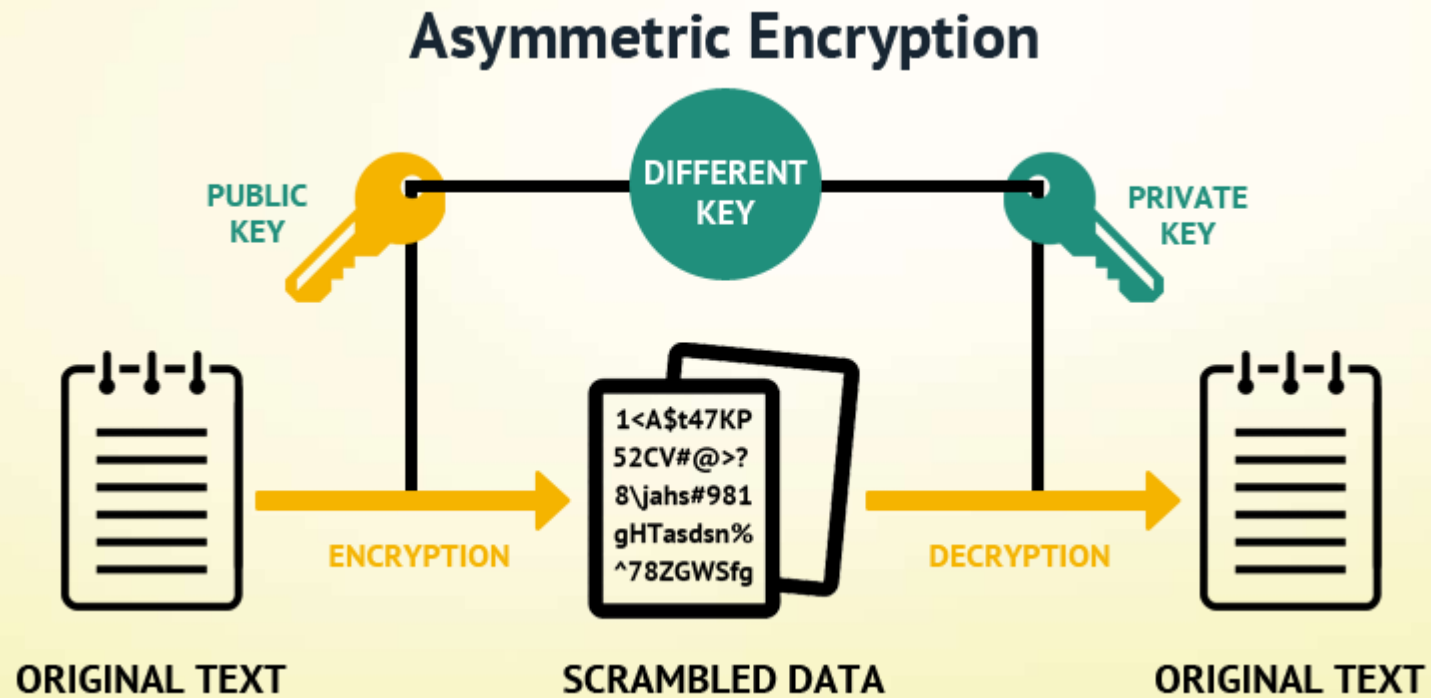 Asymmetric Encryption
PUBLIC
KEY
DIFFERENT
KEY
PRIVATE
KEY
1<A$t47KP
52CV#@>?
8\jahs#981
gHTasdsn%
^78ZGWSfg
ENCRYPTION
DECRYPTION
ORIGINAL TEXT
SCRAMBLED DATA
ORIGINAL TEXT